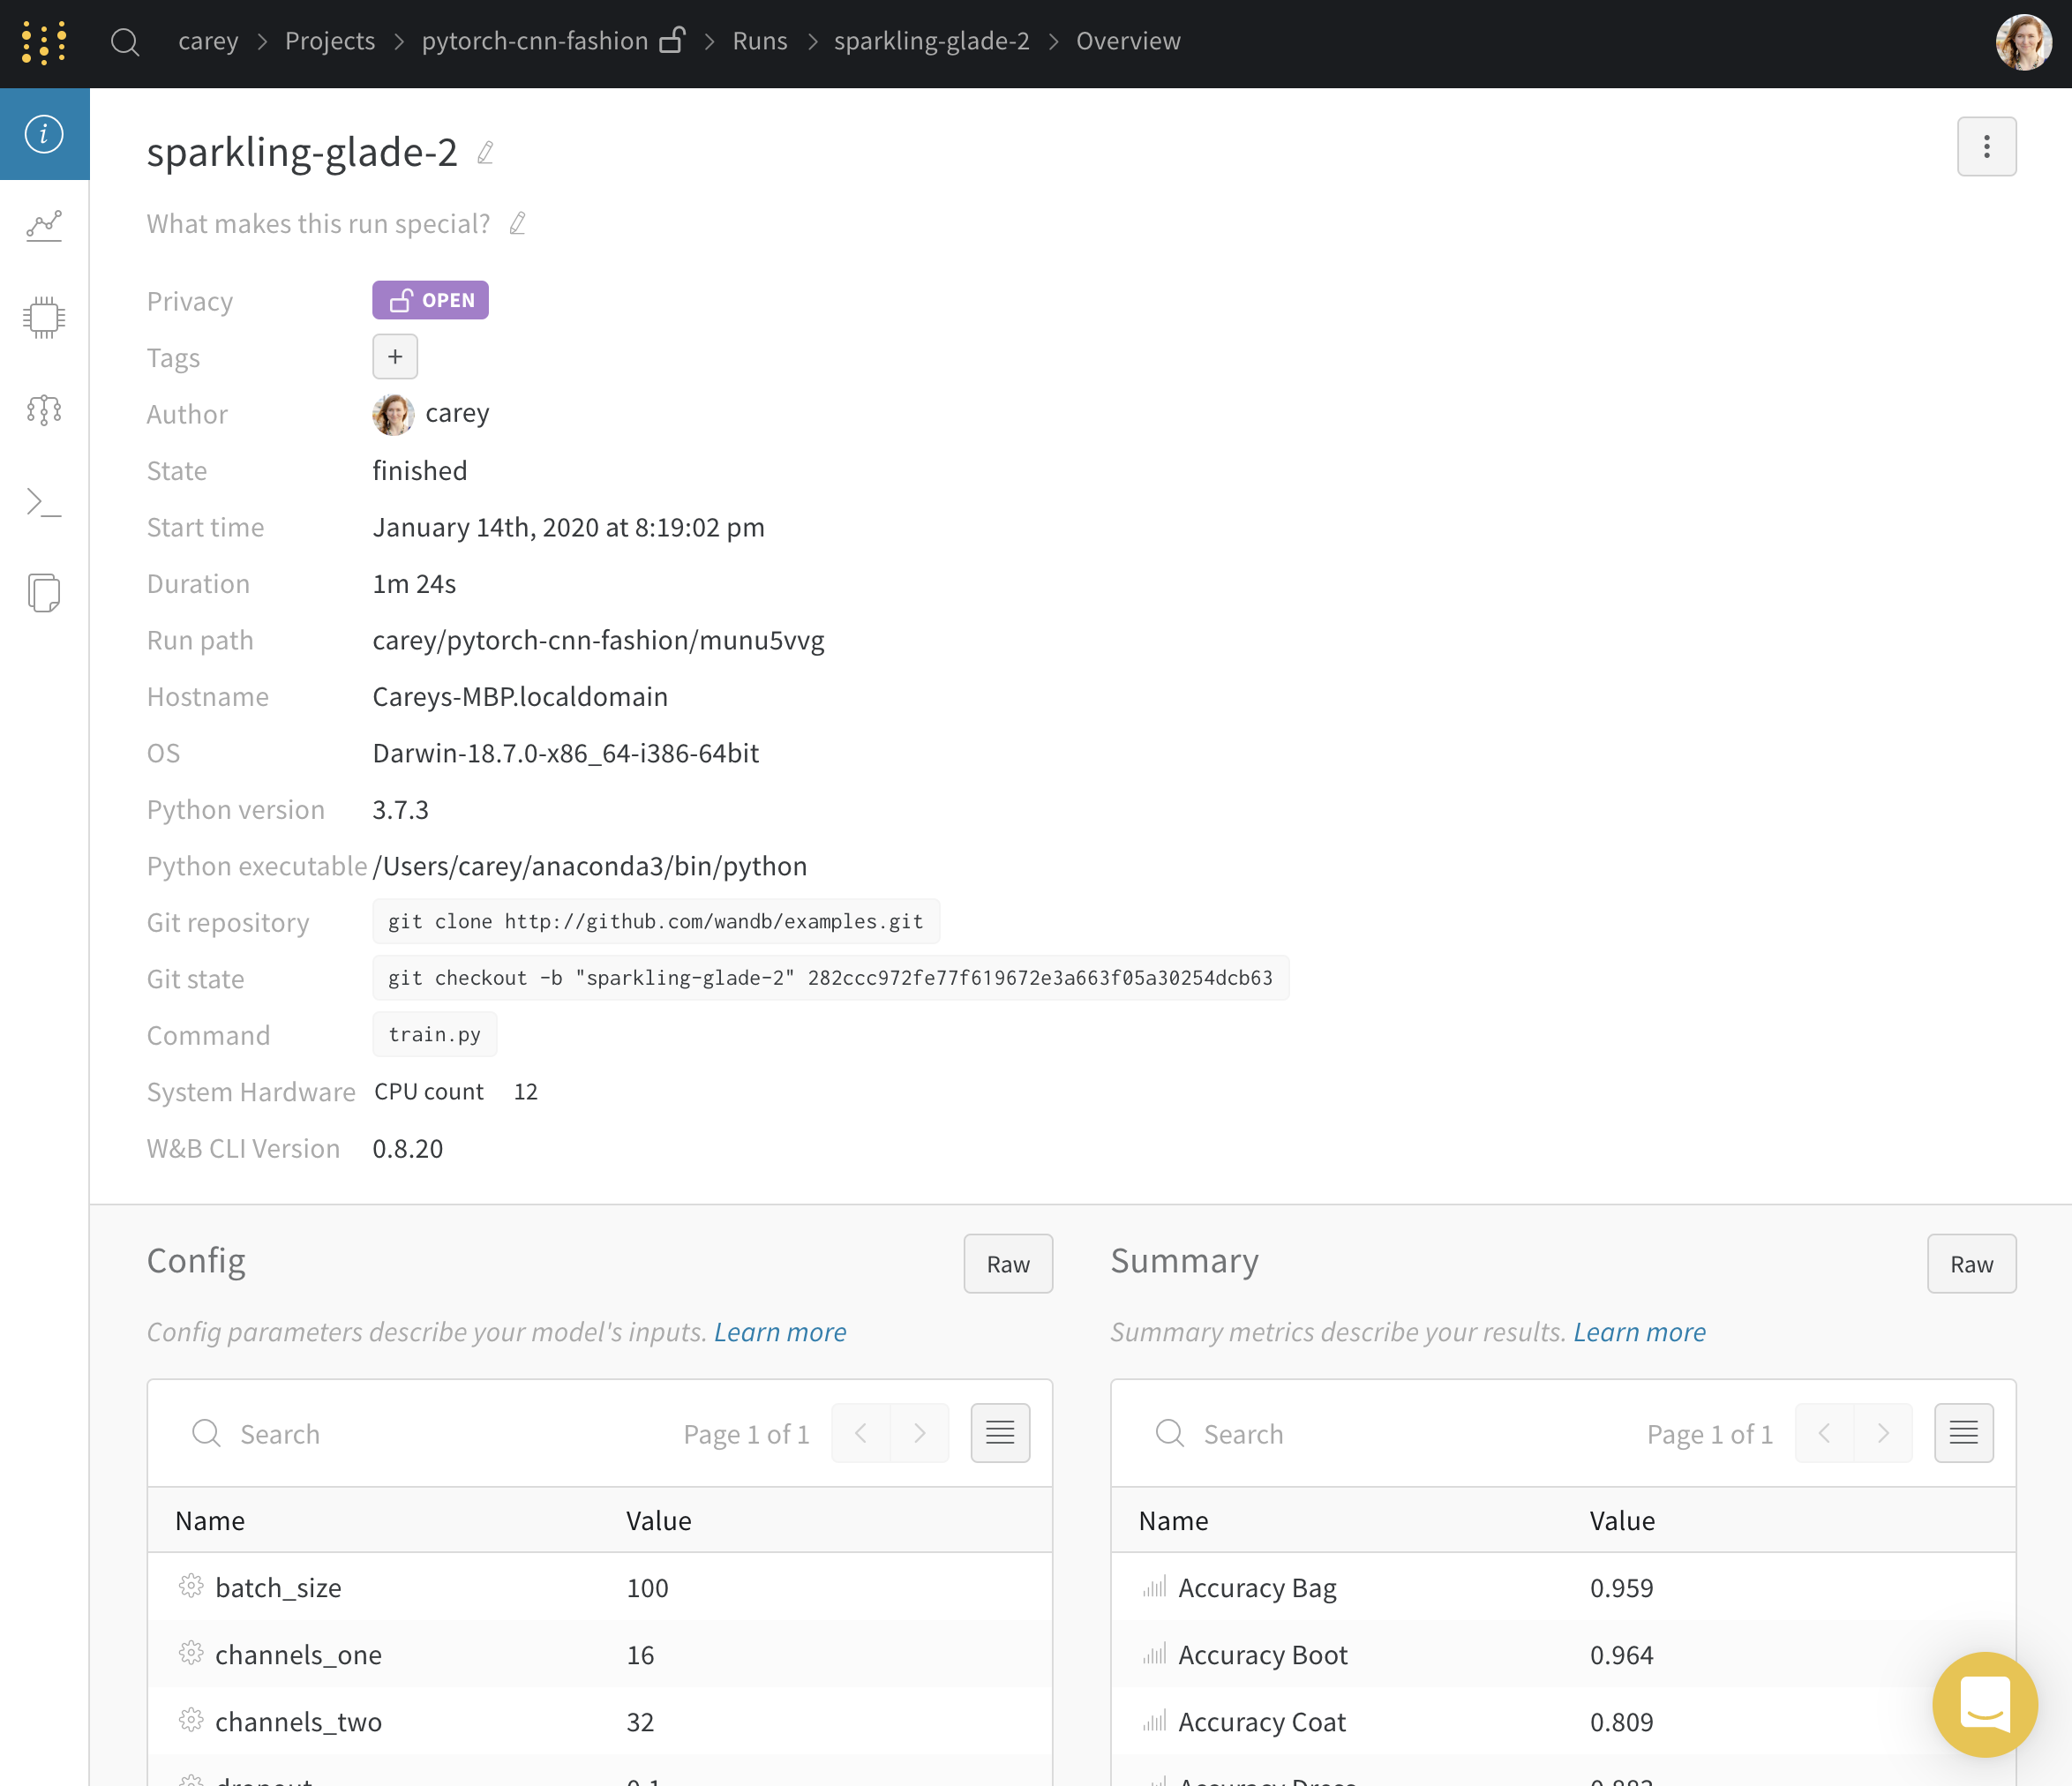 carey > Projects > pytorch-cnn-fashion > Runs > sparkling-glade-2 > Overview
sparkling-glade-2
What makes this run special?
Privacy OPEN
Tags +
Author carey
State finished
Start time January 14th, 2020 at 8:19:02 pm
Duration 1m 24s
Run path carey/pytorch-cnn-fashion/munu5vvg
Hostname Careys-MBP.localdomain
OS Darwin-18.7.0-x86_64-i386-64bit
Python version 3.7.3
Python executable /Users/carey/anaconda3/bin/python
Git repository git clone http://github.com/wandb/examples.git
Git state git checkout -b "sparkling-glade-2" 282ccc972fe77f619672e3a663f05a30254dcb63
Command train.py
System Hardware CPU count 12
W&B CLI Version 0.8.20
Config Raw
Config parameters describe your model's inputs. Learn more
Search Page 1 of 1
Name Value
batch_size 100
channels_one 16
channels_two 32
dropout 0.1
Summary Raw
Summary metrics describe your results. Learn more
Search Page 1 of 1
Name Value
Accuracy Bag 0.959
Accuracy Boot 0.964
Accuracy Coat 0.809
Accuracy Dress